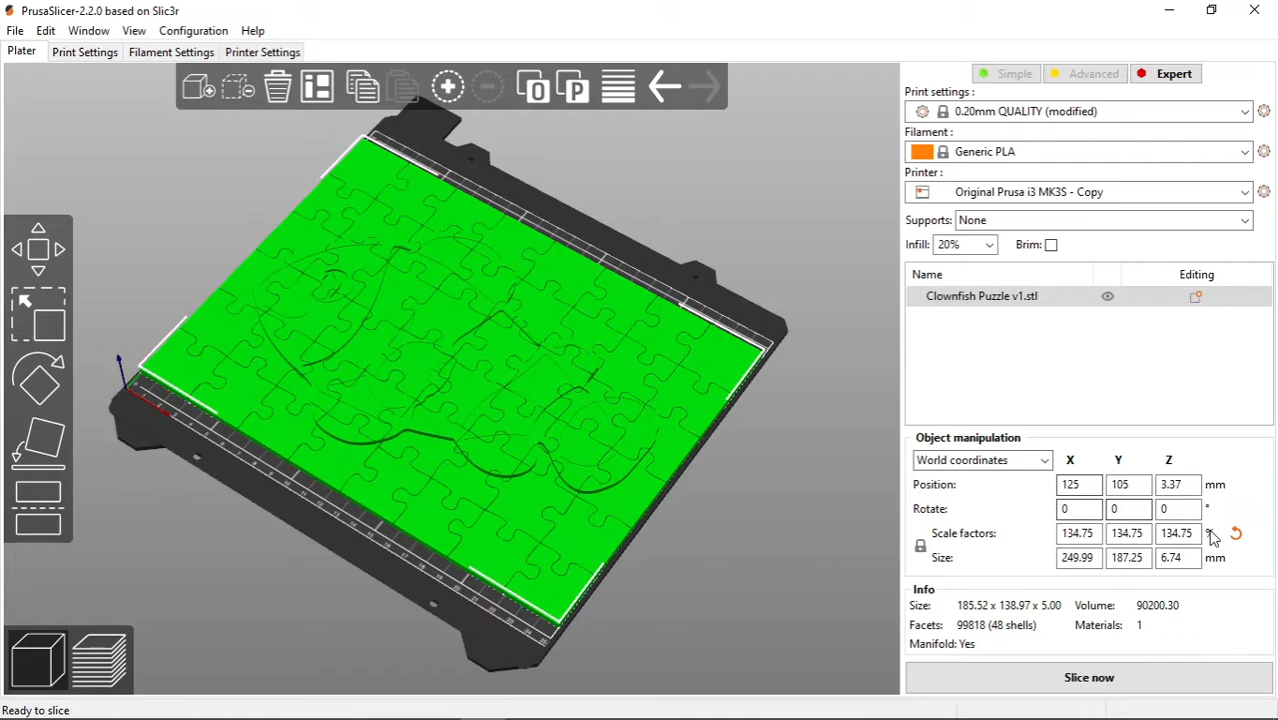 PrusaSlicer-2.2.0 based on Slic3r
File Edit Window View Configuration Help
Plater Print Settings Filament Settings Printer Settings
Simple Advanced Expert
Print settings :
0.20mm QUALITY (modified)
Filament :
Generic PLA
Printer :
Original Prusa i3 MK3S - Copy
Supports: None
Infill: 20% Brim:
Name Editing
Clownfish Puzzle v1.stl
Object manipulation
World coordinates X Y Z
Position: 125 105 3.37 mm
Rotate: 0 0 0 °
Scale factors: 134.75 134.75 134.75 %
Size: 249.99 187.25 6.74 mm
Info
Size: 185.52 x 138.97 x 5.00 Volume: 90200.30
Facets: 99818 (48 shells) Materials: 1
Manifold: Yes
Slice now
Ready to slice